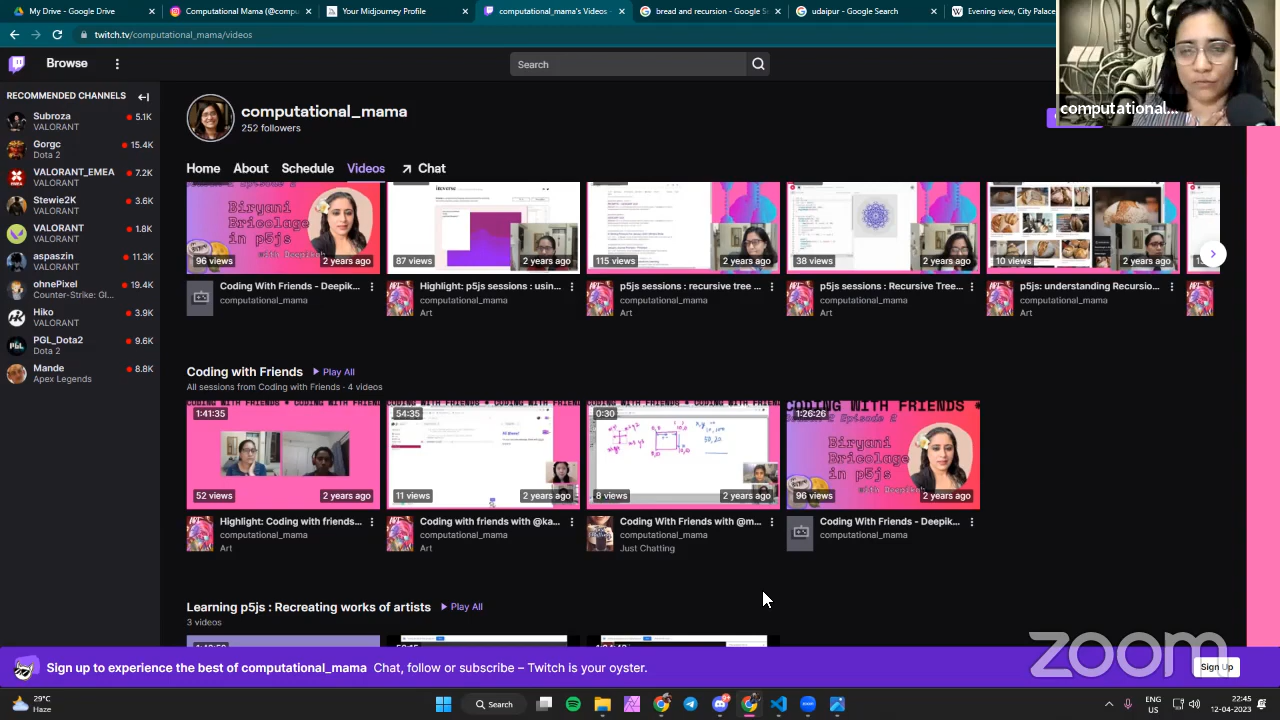 Google Drive
Computational Mama (@compu
Your Midjourney Profile
computational_mama's Videos -
bread and recruption - Google S
udaipur - Google Search
Evening view, City Palace
twitch.tv/computational_mama/videos
Browse
Search
computational...
RECOMMENDED CHANNELS
Subroza
VALORANT
5.1K
Gorgc
Dota 2
15.4K
VALORANT_EMEA
VALORANT
7.2K
VALORANT
VALORANT
1.8K
VALORANT
11.3K
ohnePixel
Counter-Strike: Gl...
19.4K
Hiko
VALORANT
3.9K
PGL_Dota2
Dota 2
9.6K
Mande
Apex Legends
8.8K
computational_mama
252 followers
Home About Schedule Videos Chat
Biryani
Bricolage
in p5js
with Deepikah
96 views 2 years ago
87 views 2 years ago
115 views 2 years ago
38 views 2 years ago
10 views 2 years ago
Coding With Friends - Deepik...
computational_mama
Highlight: p5js sessions : usin...
computational_mama
Art
p5js sessions : recursive tree ...
computational_mama
Art
p5js sessions : Recursive Tree...
computational_mama
Art
p5js: understanding Recursio...
computational_mama
Art
Coding with Friends Play All
All sessions from Coding with Friends · 4 videos
1:41:35
52 views 2 years ago
54:35
11 views 2 years ago
0:30
8 views 2 years ago
CODING WITH FRIENDS
1:26:26
Episode 2
Biryani
Bricolage
in p5js
with Deepikah
96 views 2 years ago
Highlight: Coding with friends...
computational_mama
Art
Coding with friends with @ka...
computational_mama
Art
Coding With Friends with @m...
computational_mama
Just Chatting
Coding With Friends - Deepik...
computational_mama
Learning p5js : Recreating works of artists Play All
3 videos
Sign up to experience the best of computational_mama Chat, follow or subscribe – Twitch is your oyster.
Sign Up
zoom
29°C
Haze
Search
ENG
US
22:45
12-04-2023